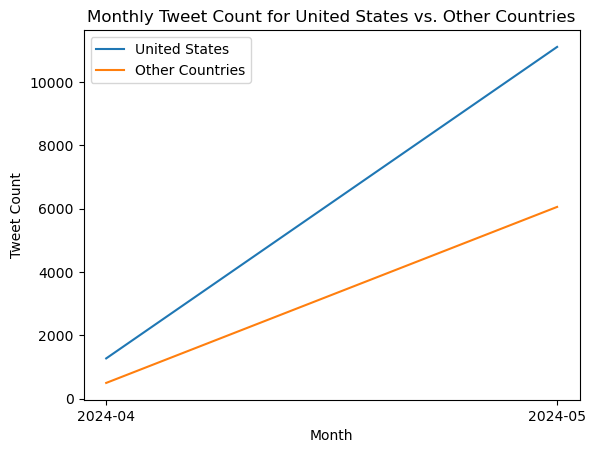 Monthly Tweet Count for United States vs. Other Countries
United States
Other Countries
10000
8000
6000
4000
2000
0
Tweet Count
2024-04
2024-05
Month